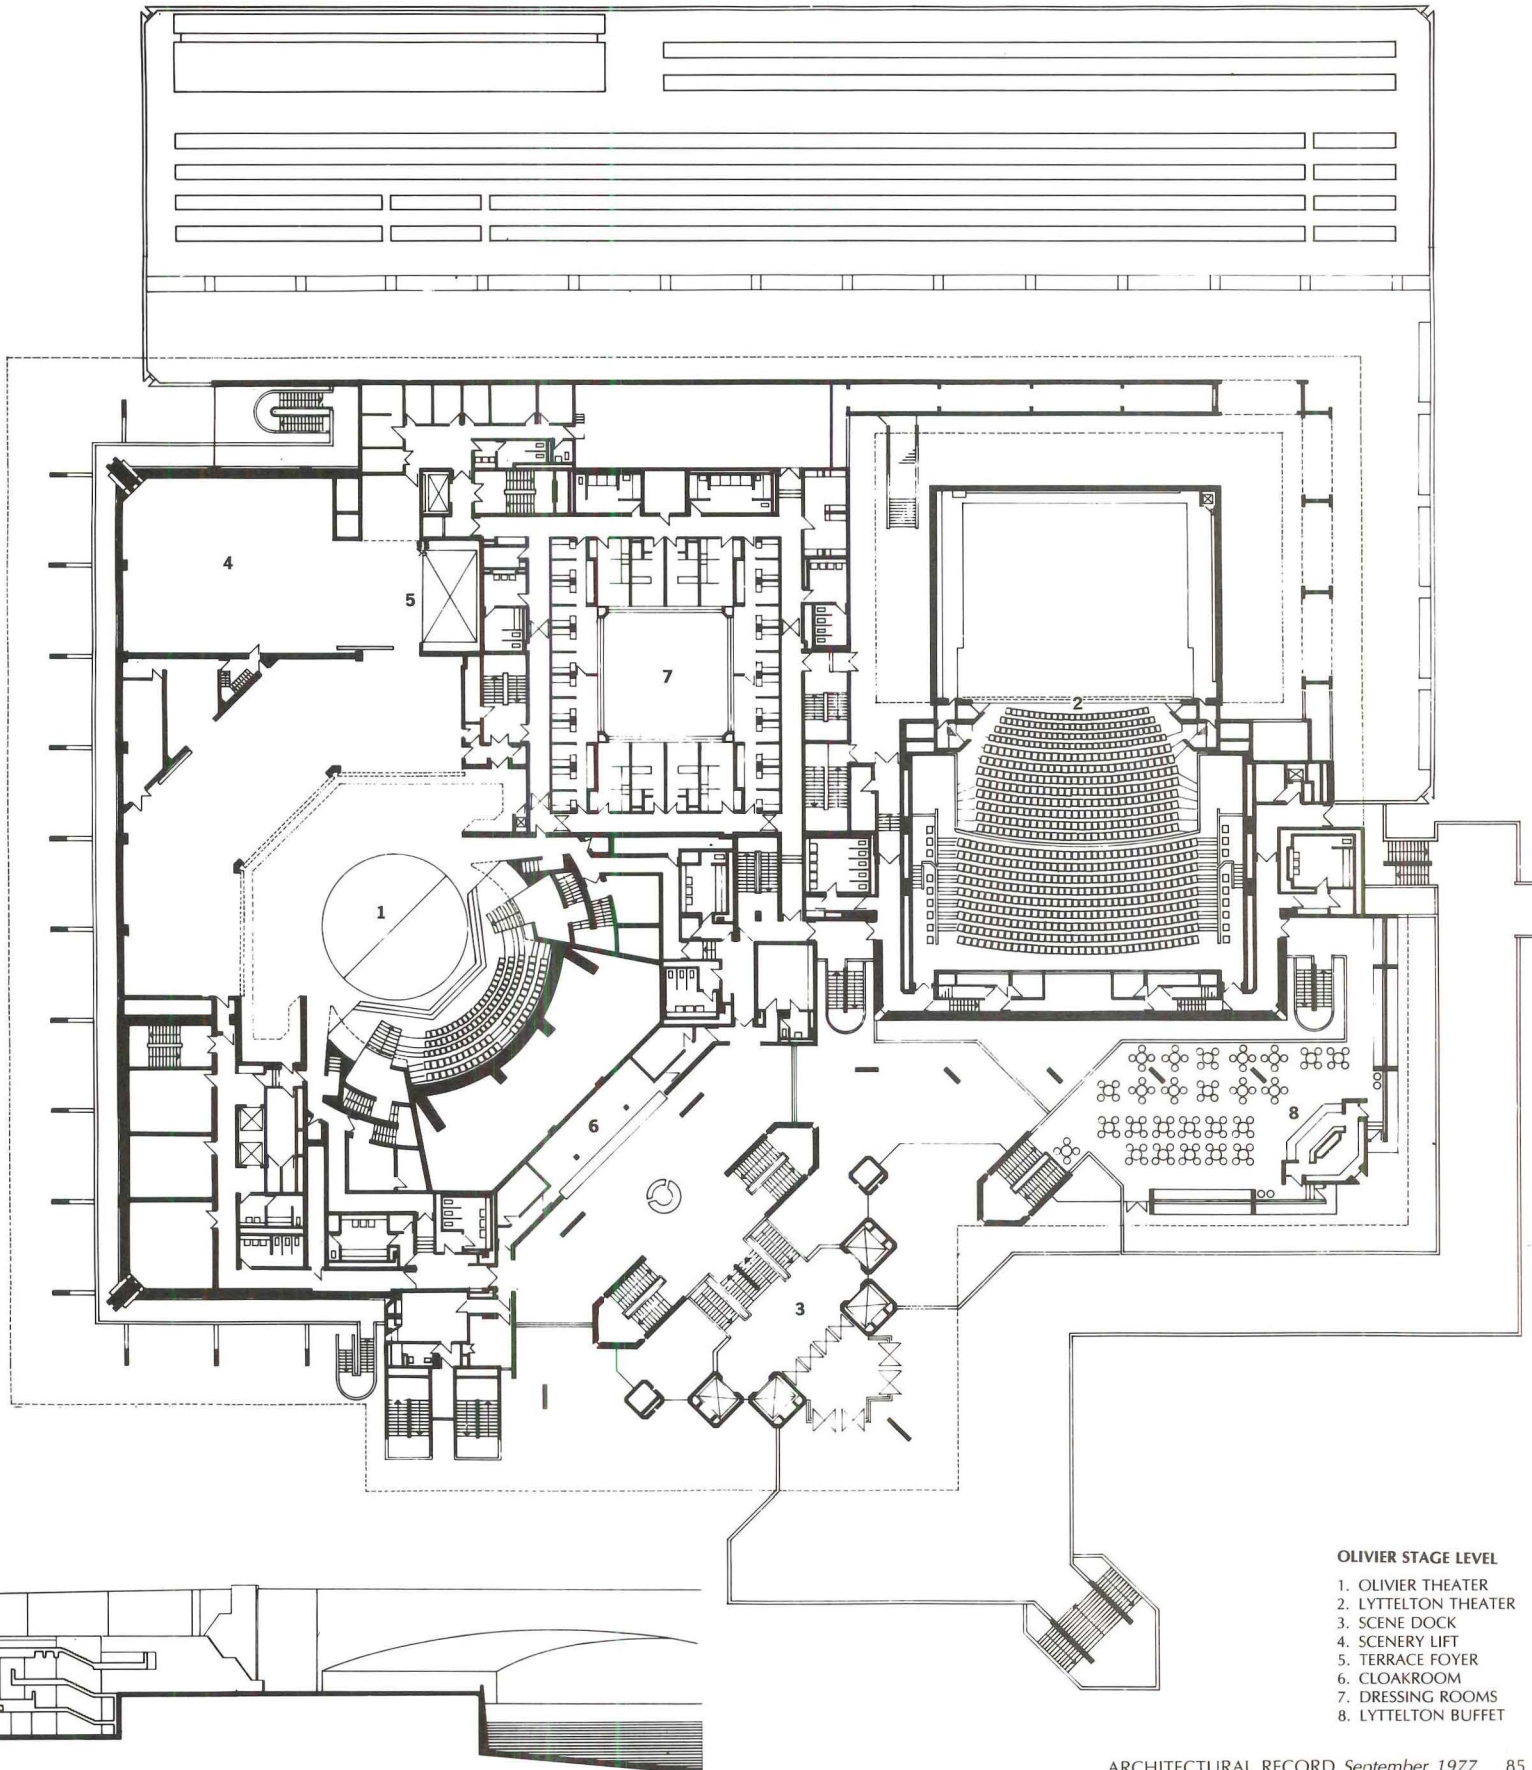 4
5
7
2
1
8
6
3
OLIVIER STAGE LEVEL
1. OLIVIER THEATER
2. LYTTELTON THEATER
3. SCENE DOCK
4. SCENERY LIFT
5. TERRACE FOYER
6. CLOAKROOM
7. DRESSING ROOMS
8. LYTTELTON BUFFET
ARCHITECTURAL RECORD September 1977 85